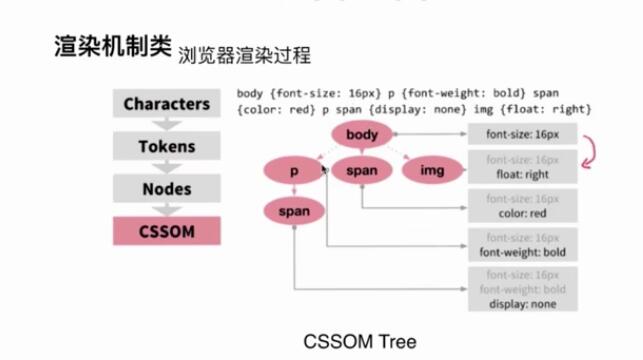 渲染机制类 浏览器渲染过程
body {font-size: 16px} p {font-weight: bold} span
{color: red} p span {display: none} img {float: right}
Characters
Tokens
Nodes
CSSOM
body
p
span
img
span
font-size: 16px
font-size: 16px
float: right
font-size: 16px
color: red
font-size: 16px
font-weight: bold
font-size: 16px
font-weight: bold
display: none
CSSOM Tree